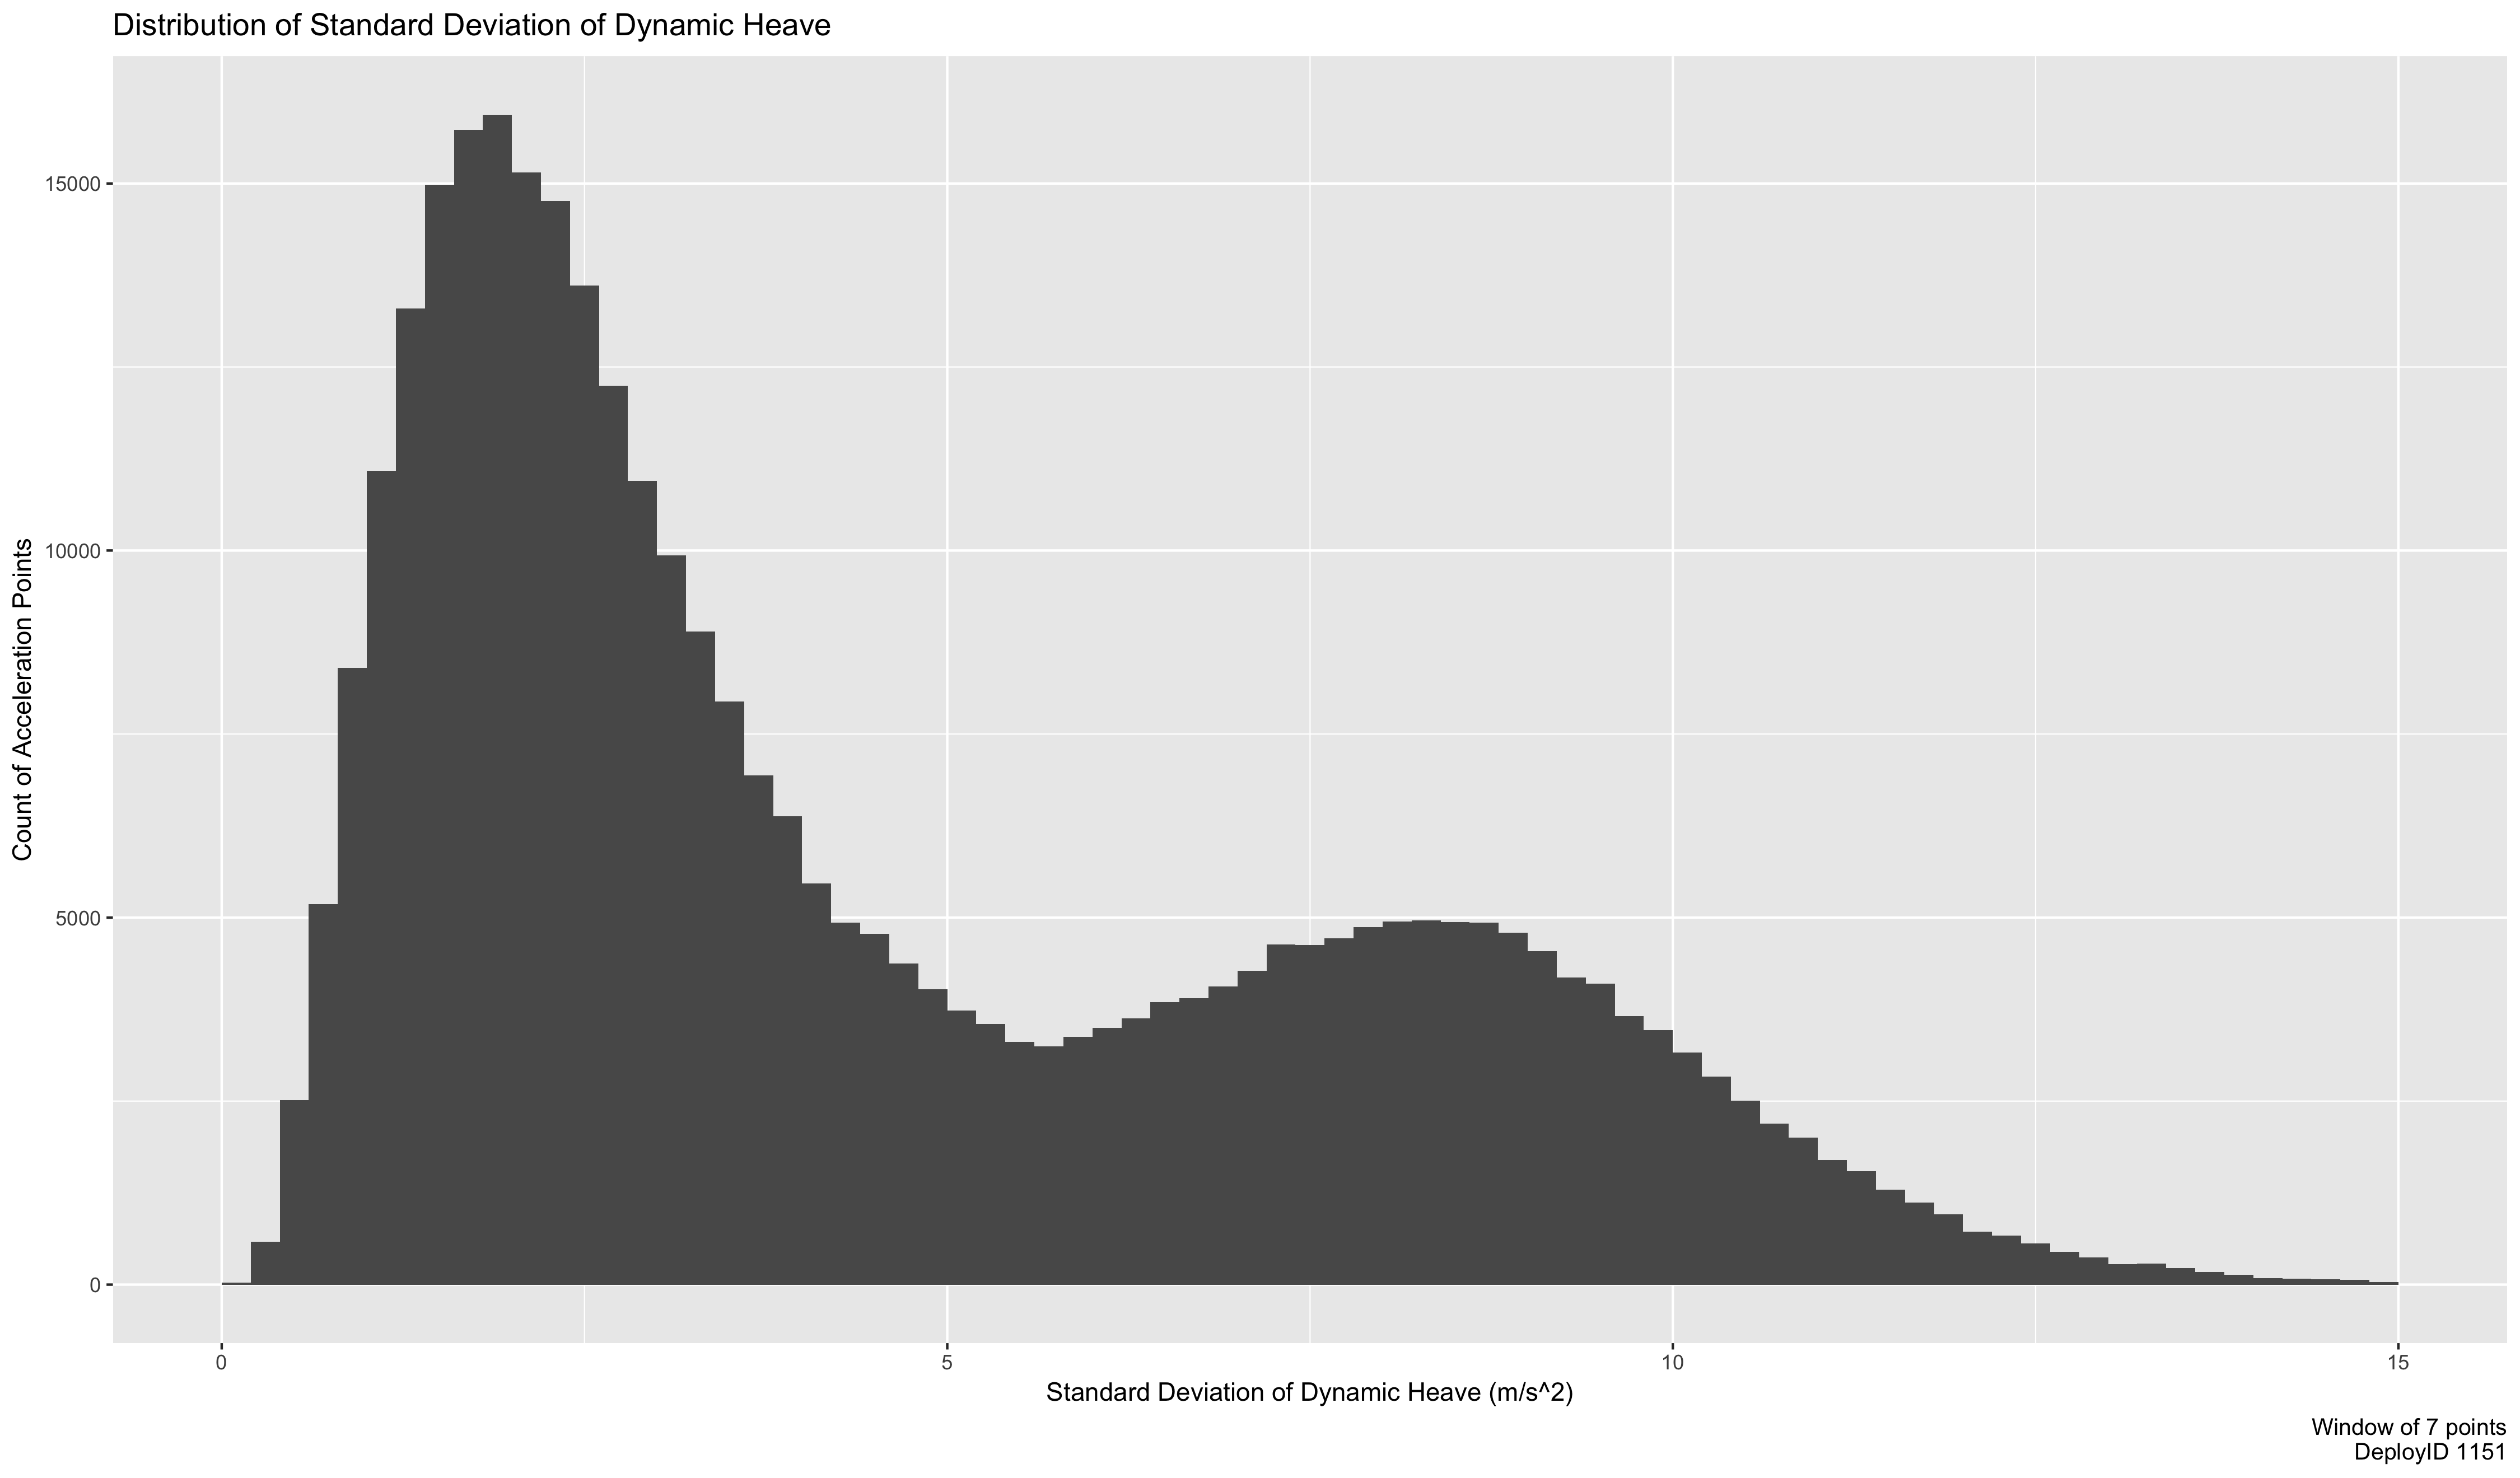 Distribution of Standard Deviation of Dynamic Heave
Count of Acceleration Points
15000
10000
5000
0
0
5
10
15
Standard Deviation of Dynamic Heave (m/s^2)
Window of 7 points
DeployID 1151